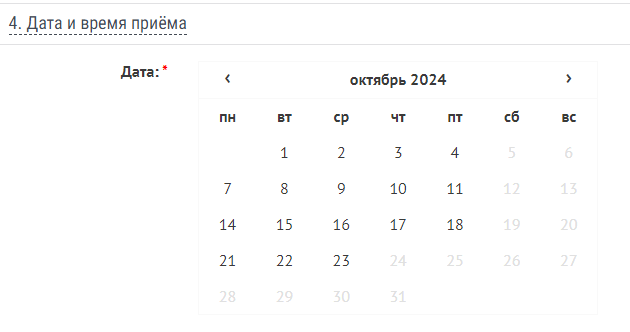 4. Дата и время приёма
Дата: *
‹ октябрь 2024 ›
пн вт ср чт пт сб вс
1 2 3 4 5 6
7 8 9 10 11 12 13
14 15 16 17 18 19 20
21 22 23 24 25 26 27
28 29 30 31